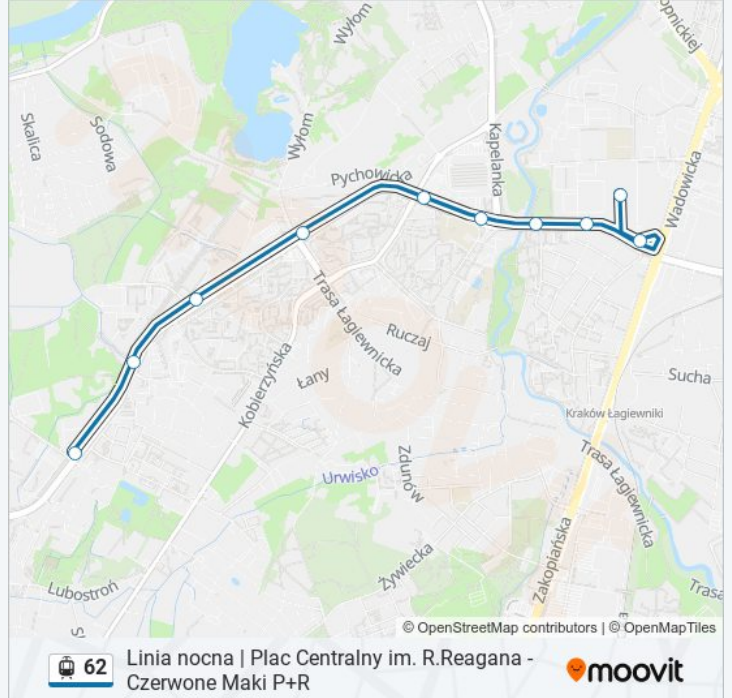 opnickiej
Wyłom
Skalica
Sodowa
Wyłom
Kapelanka
Pychowicka
Wadowicka
Trasa Łagiewnicka
Ruczaj
Kobierzyńska
Łany
Sucha
Kraków Łagiewniki
Zdunów
Urwisko
Trasa Łagiewnicka
Zakopiańska
Żywiecka
Lubostroń
Trasa
© OpenStreetMap contributors | © OpenMapTiles
62
Linia nocna | Plac Centralny im. R.Reagana -
Czerwone Maki P+R
moovit